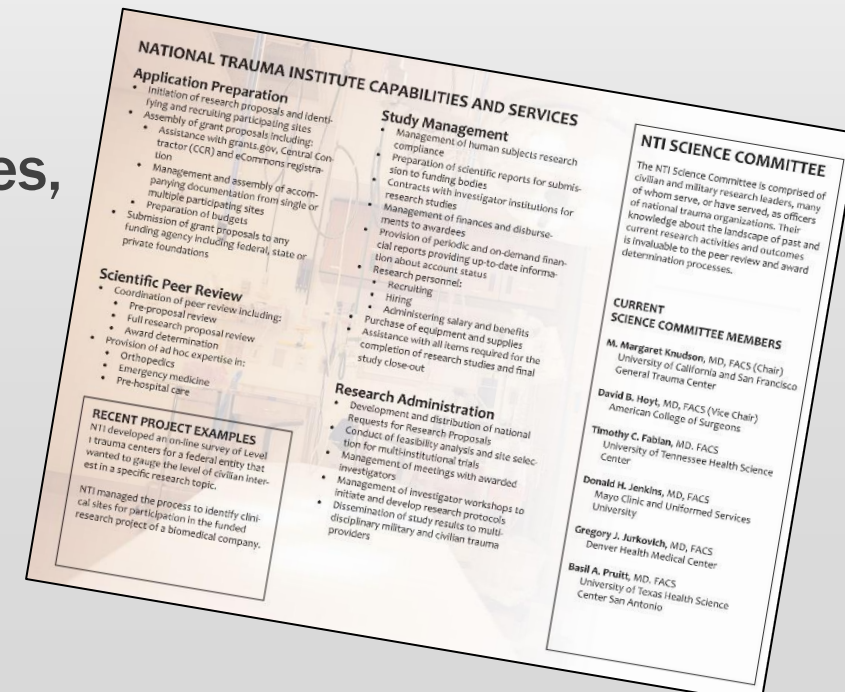 es,
NATIONAL TRAUMA INSTITUTE CAPABILITIES AND SERVICES
Application Preparation
• Initiation of research proposals and identi-
fying and recruiting participating sites
• Assembly of grant proposals including:
• Assistance with grants.gov, Central Con-
tractor (CCR) and eCommons registra-
tion
• Management and assembly of accom-
panying documentation from single or
multiple participating sites
• Preparation of budgets
• Submission of grant proposals to any
funding agency including federal, state or
private foundations
Scientific Peer Review
• Coordination of peer review including:
• Pre-proposal review
• Full research proposal review
• Award determination
• Provision of ad hoc expertise in:
• Orthopedics
• Emergency medicine
• Pre-hospital care
RECENT PROJECT EXAMPLES
NTI developed an on-line survey of Level
I trauma centers for a federal entity that
wanted to gauge the level of civilian inter-
est in a specific research topic.
NTI managed the process to identify clini-
cal sites for participation in the funded
research project of a biomedical company.
Study Management
• Management of human subjects research
compliance
• Preparation of scientific reports for submis-
sion to funding bodies
• Contracts with investigator institutions for
research studies
• Management of finances and disburse-
ments to awardees
• Provision of periodic and on-demand finan-
cial reports providing up-to-date informa-
tion about account status
• Research personnel:
• Recruiting
• Hiring
• Administering salary and benefits
• Purchase of equipment and supplies
• Assistance with all items required for the
completion of research studies and final
study close-out
Research Administration
• Development and distribution of national
Requests for Research Proposals
• Conduct of feasibility analysis and site selec-
tion for multi-institutional trials
• Management of meetings with awarded
investigators
• Management of investigator workshops to
initiate and develop research protocols
• Dissemination of study results to multi-
disciplinary military and civilian trauma
providers
NTI SCIENCE COMMITTEE
The NTI Science Committee is comprised of
civilian and military research leaders, many
of whom serve, or have served, as officers
of national trauma organizations. Their
knowledge about the landscape of past and
current research activities and outcomes
is invaluable to the peer review and award
determination processes.
CURRENT
SCIENCE COMMITTEE MEMBERS
M. Margaret Knudson, MD, FACS (Chair)
University of California and San Francisco
General Trauma Center
David B. Hoyt, MD, FACS (Vice Chair)
American College of Surgeons
Timothy C. Fabian, MD. FACS
University of Tennessee Health Science
Center
Donald H. Jenkins, MD, FACS
Mayo Clinic and Uniformed Services
University
Gregory J. Jurkovich, MD, FACS
Denver Health Medical Center
Basil A. Pruitt, MD. FACS
University of Texas Health Science
Center San Antonio